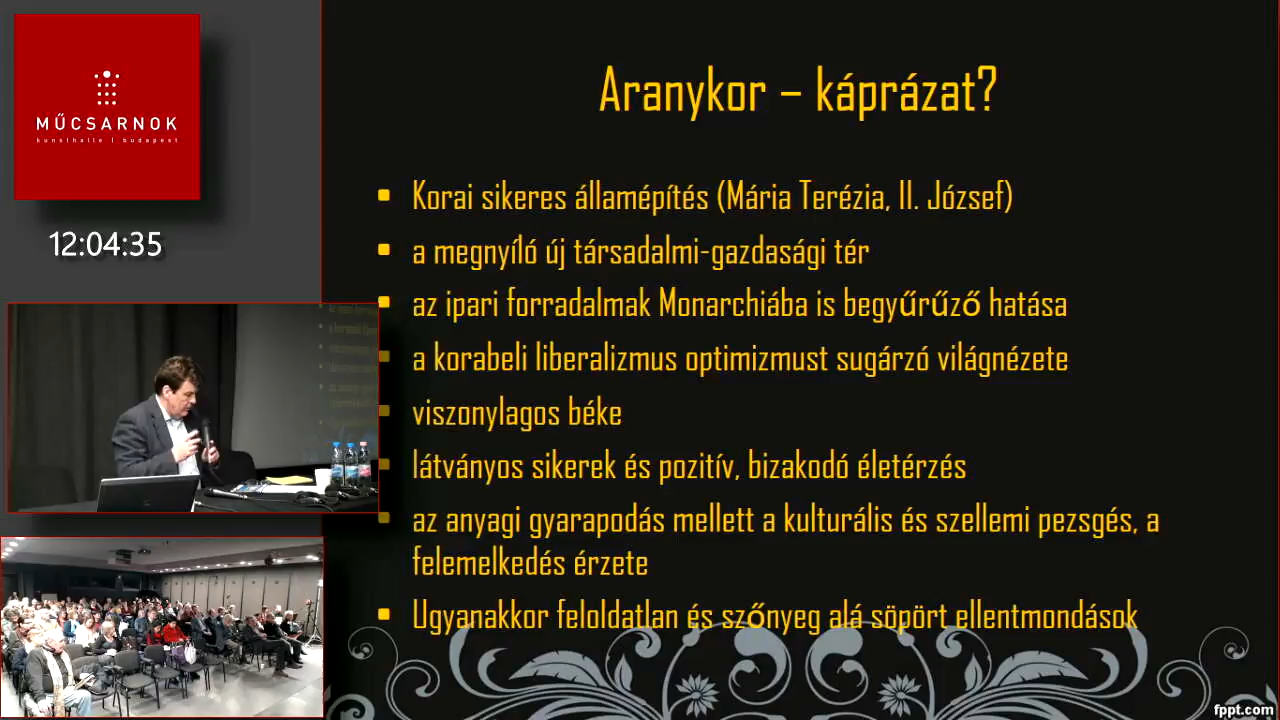 MŰCSARNOK
kunsthalle | budapest
12:04:35
Aranykor – káprázat?
Korai sikeres államépítés (Mária Terézia, II. József)
a megnyíló új társadalmi-gazdasági tér
az ipari forradalmak Monarchiába is begyűrűző hatása
a korabeli liberalizmus optimizmust sugárzó világnézete
viszonylagos béke
látványos sikerek és pozitív, bizakodó életérzés
az anyagi gyarapodás mellett a kulturális és szellemi pezsgés, a
felemelkedés érzete
Ugyanakkor feloldatlan és szőnyeg alá söpört ellentmondások
fppt.com